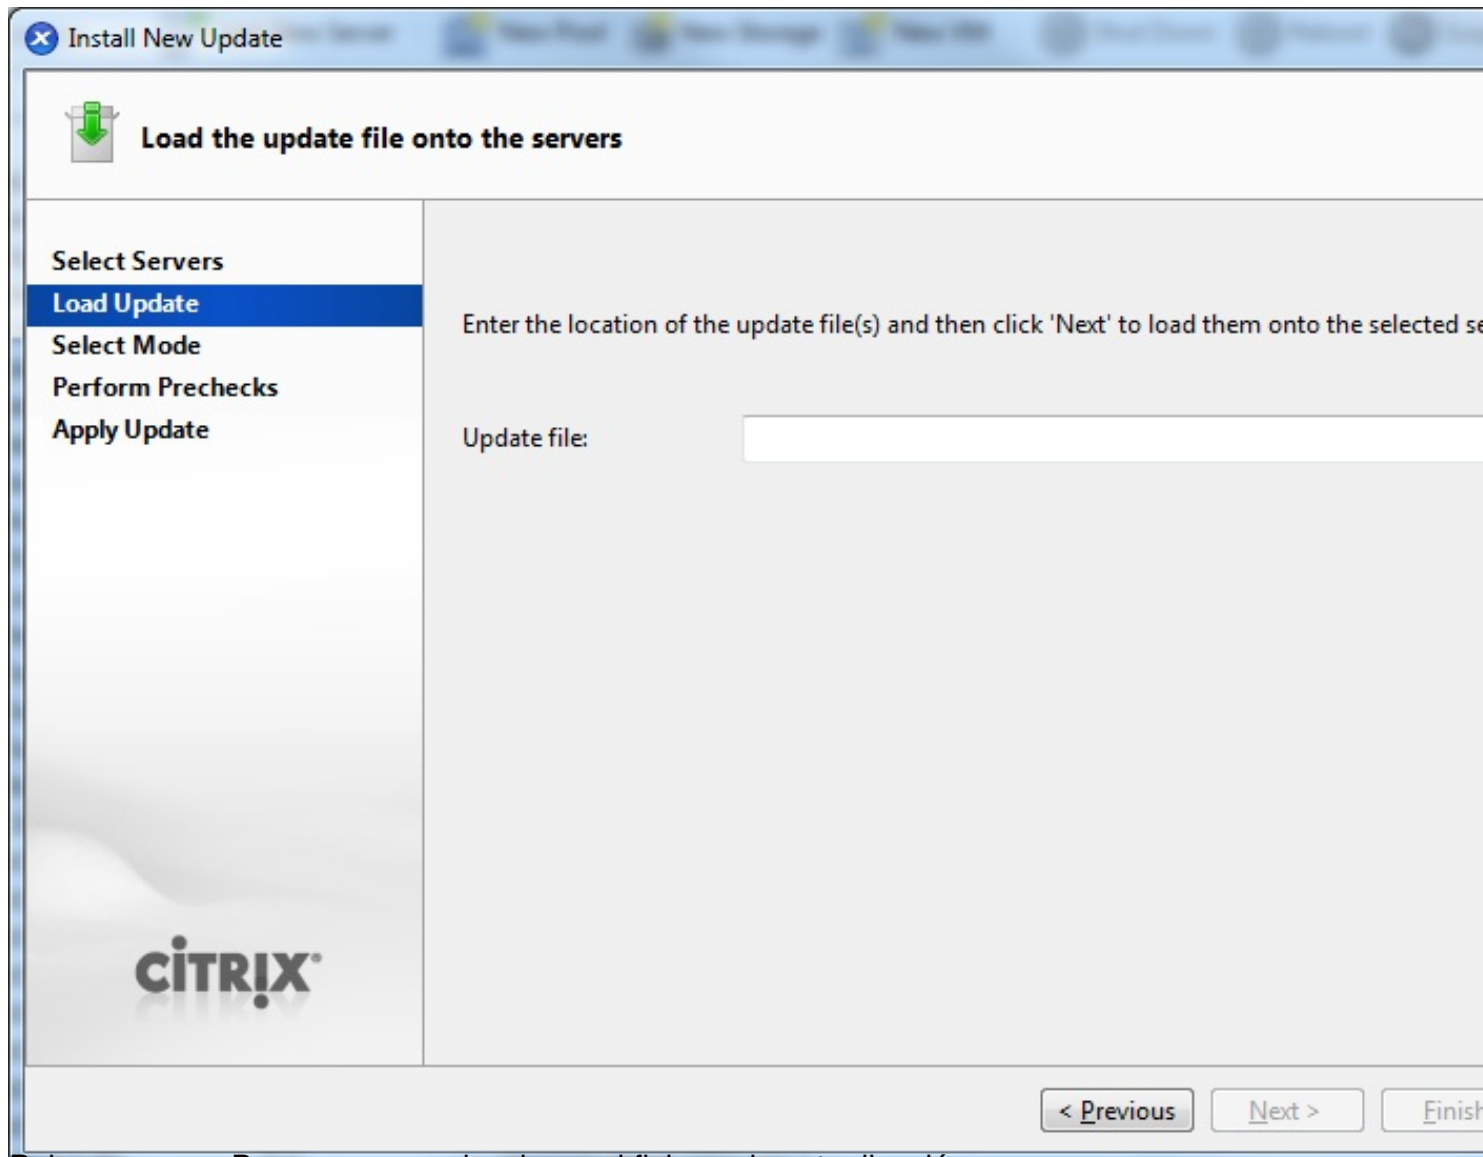 Install New Update
Load the update file onto the servers
Select Servers
Load Update
Select Mode
Perform Prechecks
Apply Update
Enter the location of the update file(s) and then click 'Next' to load them onto the selected se
Update file:
CITRIX
< Previous
Next >
Finish